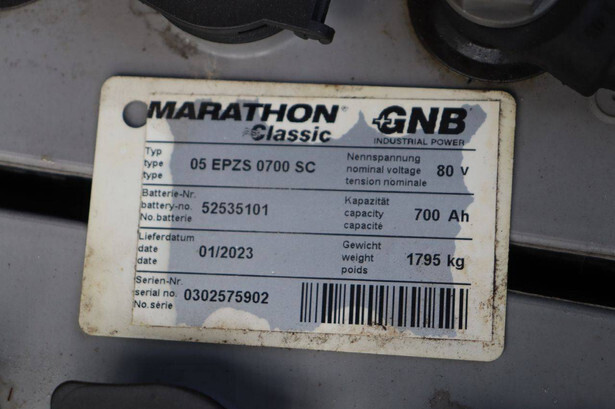 MARATHON® GNB
Classic INDUSTRIAL POWER
Typ
type
type
05 EPZS 0700 SC
Nennspannung
nominal voltage
tension nominale
80 V
Batterie-Nr.
battery-no.
No.batterie
52535101
Kapazität
capacity
capacité
700 Ah
Lieferdatum
date
date
01/2023
Gewicht
weight
poids
1795 kg
Serien-Nr.
serial no.
No.série
0302575902